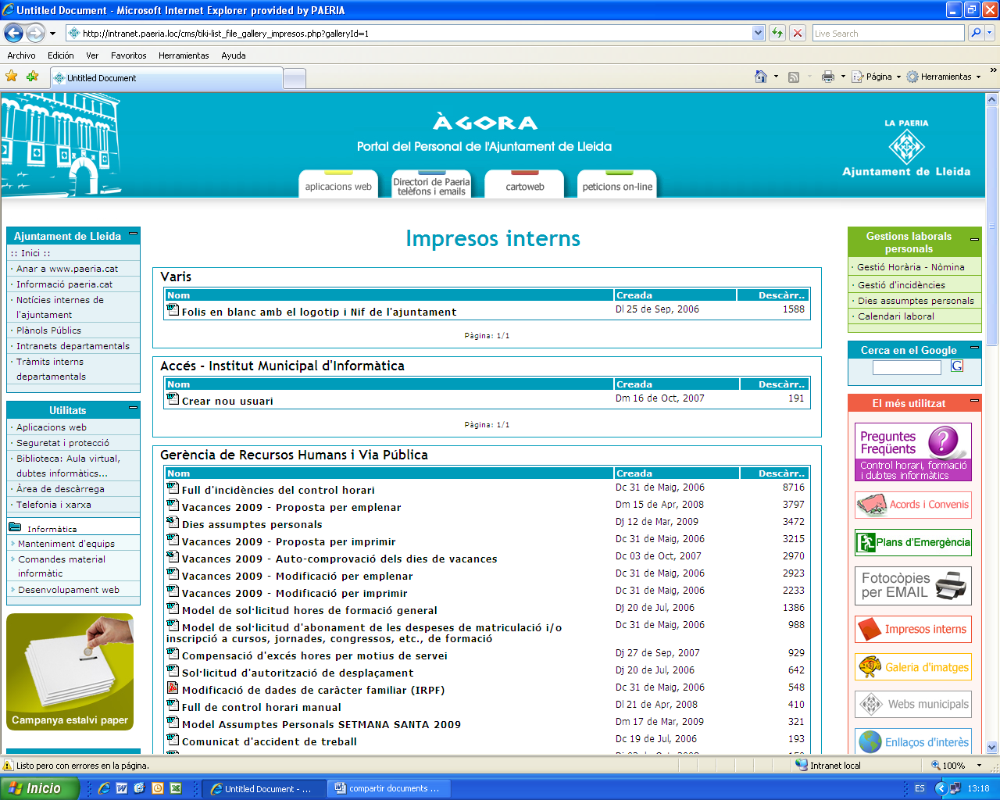 Untitled Document - Microsoft Internet Explorer provided by PAERIA
http://intranet.paeria.loc/cms/tiki-list_file_gallery_impresos.php?galleryId=1
Live Search
Archivo Edición Ver Favoritos Herramientas Ayuda
Untitled Document
Página Herramientas
ÀGORA
Portal del Personal de l'Ajuntament de Lleida
LA PAERIA
Ajuntament de Lleida
aplicacions web
Directori de Paeria
telèfons i emails
cartoweb
peticions on-line
Ajuntament de Lleida
:: Inici ::
Anar a www.paeria.cat
Informació paeria.cat
Notícies internes de
l'ajuntament
Plànols Públics
Intranets departamentals
Tràmits interns
departamentals
Utilitats
Aplicacions web
Seguretat i protecció
Biblioteca: Aula virtual,
dubtes informàtics...
Àrea de descàrrega
Telefonia i xarxa
Informàtica
Manteniment d'equips
Comandes material
informàtic
Desenvolupament web
Campanya estalvi paper
Impresos interns
Varis
Nom Creada Descàrr..
Folis en blanc amb el logotip i Nif de l'ajuntament Dl 25 de Sep, 2006 1588
Pàgina: 1/1
Accés - Institut Municipal d'Informàtica
Nom Creada Descàrr..
Crear nou usuari Dm 16 de Oct, 2007 191
Pàgina: 1/1
Gerència de Recursos Humans i Via Pública
Nom Creada Descàrr..
Full d'incidències del control horari Dc 31 de Maig, 2006 8716
Vacances 2009 - Proposta per emplenar Dm 15 de Apr, 2008 3797
Dies assumptes personals Dj 12 de Mar, 2009 3472
Vacances 2009 - Proposta per imprimir Dc 31 de Maig, 2006 3215
Vacances 2009 - Auto-comprovació dels dies de vacances Dc 03 de Oct, 2007 2970
Vacances 2009 - Modificació per emplenar Dc 31 de Maig, 2006 2923
Vacances 2009 - Modificació per imprimir Dc 31 de Maig, 2006 2233
Model de sol·licitud hores de formació general Dj 20 de Jul, 2006 1386
Model de sol·licitud d'abonament de les despeses de matriculació i/o Dc 31 de Maig, 2006 988
inscripció a cursos, jornades, congressos, etc., de formació
Compensació d'excés hores per motius de servei Dj 27 de Sep, 2007 929
Sol·licitud d'autorització de desplaçament Dj 20 de Jul, 2006 642
Modificació de dades de caràcter familiar (IRPF) Dc 31 de Maig, 2006 548
Full de control horari manual Dl 21 de Apr, 2008 410
Model Assumptes Personals SETMANA SANTA 2009 Dm 17 de Mar, 2009 321
Comunicat d'accident de treball Dc 19 de Jul, 2006 193
Gestions laborals
personals
Gestió Horària - Nòmina
Gestió d'incidències
Dies assumptes personals
Calendari laboral
Cerca en el Google
G
El més utilitzat
Preguntes
Freqüents
?
Control horari, formació
i dubtes informàtics
Acords i Convenis
Plans d'Emergència
Fotocòpies
per EMAIL
Impresos interns
Galeria d'imatges
Webs municipals
Enllaços d'interès
Listo pero con errores en la página.
Intranet local
100%
Inicio
Untitled Document - ...
compartir documents ...
ES
13:18